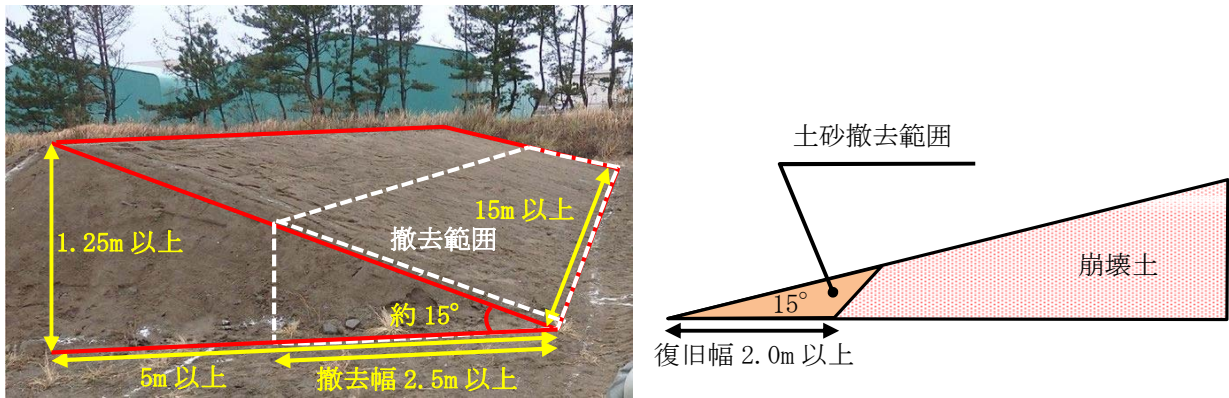 1.25m 以上
15m 以上
撤去範囲
約 15°
5m 以上
撤去幅 2.5m 以上
土砂撤去範囲
崩壊土
15°
復旧幅 2.0m 以上